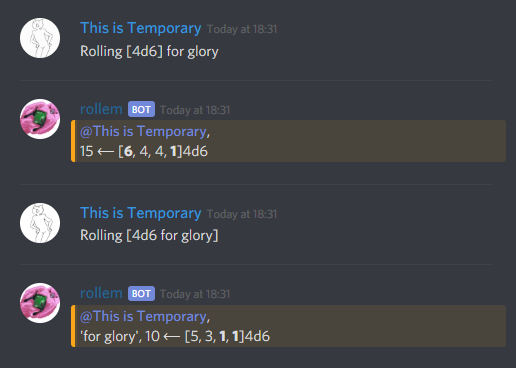 This is Temporary Today at 18:31
Rolling [4d6] for glory
rollem BOT Today at 18:31
@This is Temporary,
15 ⟵ [6, 4, 4, 1]4d6
This is Temporary Today at 18:31
Rolling [4d6 for glory]
rollem BOT Today at 18:31
@This is Temporary,
'for glory', 10 ⟵ [5, 3, 1, 1]4d6